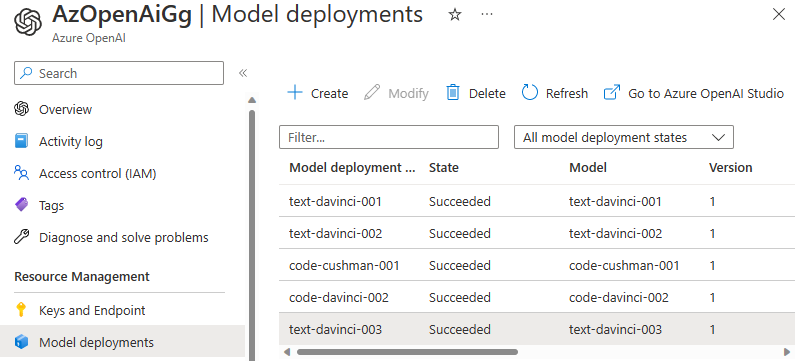 AzOpenAiGg | Model deployments
Azure OpenAI
Search
Overview
Activity log
Access control (IAM)
Tags
Diagnose and solve problems
Resource Management
Keys and Endpoint
Model deployments
Create Modify Delete Refresh Go to Azure OpenAI Studio
Filter... All model deployment states
Model deployment ... State Model Version
text-davinci-001 Succeeded text-davinci-001 1
text-davinci-002 Succeeded text-davinci-002 1
code-cushman-001 Succeeded code-cushman-001 1
code-davinci-002 Succeeded code-davinci-002 1
text-davinci-003 Succeeded text-davinci-003 1